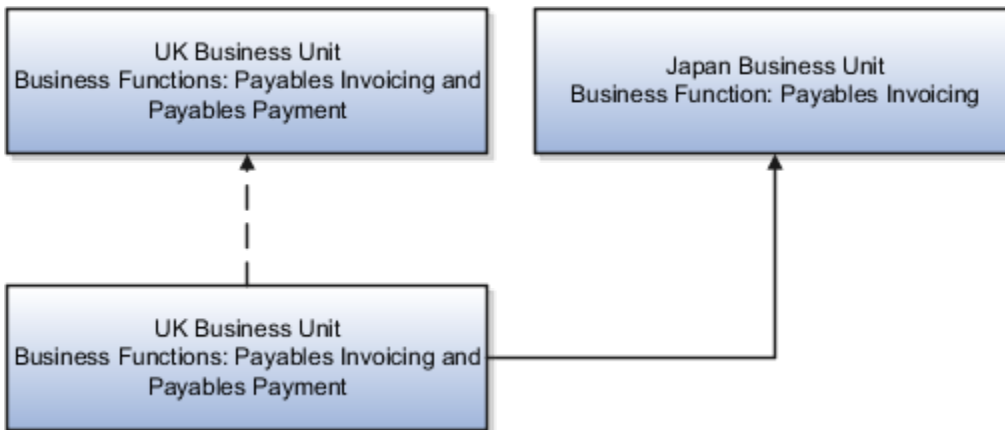 UK Business Unit
Business Functions: Payables Invoicing and
Payables Payment
Japan Business Unit
Business Function: Payables Invoicing
UK Business Unit
Business Functions: Payables Invoicing and
Payables Payment